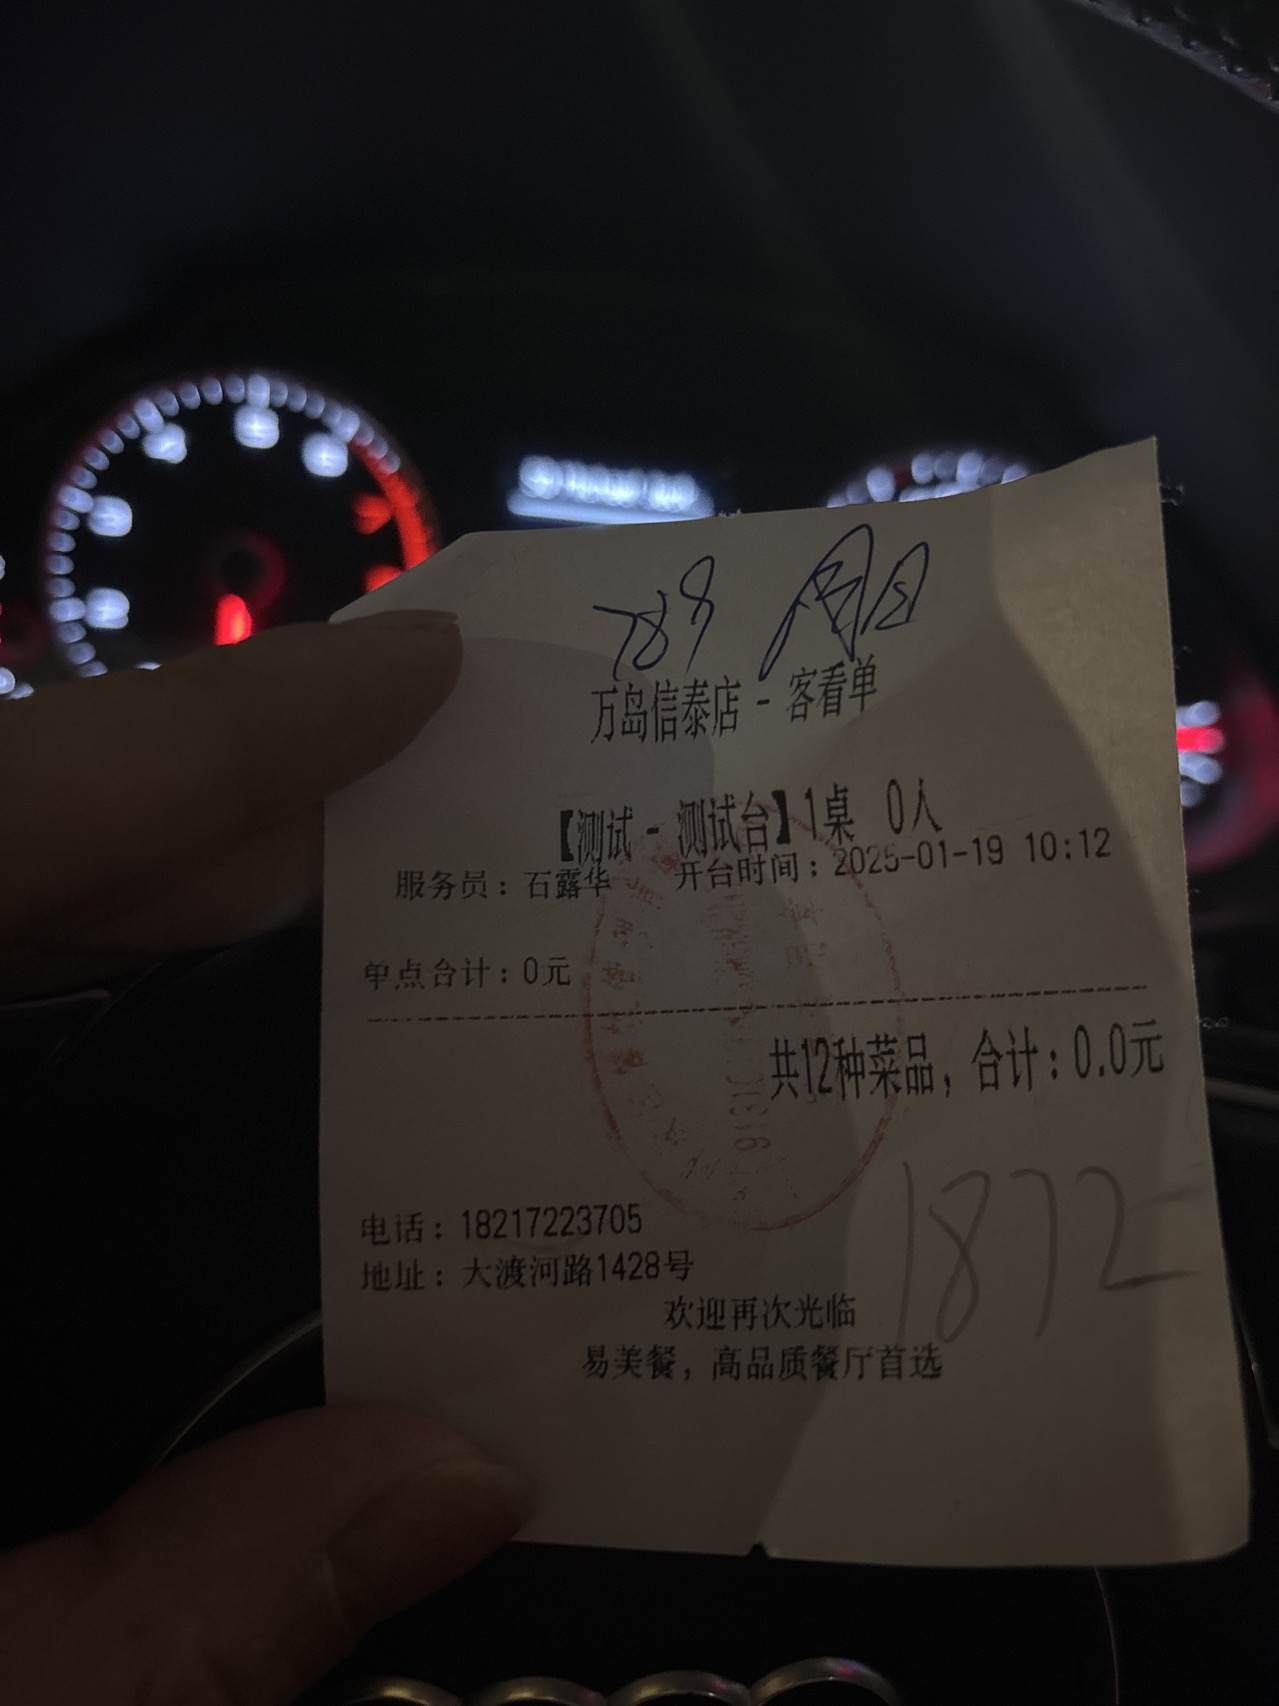 789
万岛信泰店 - 客看单
【测试 - 测试台】1桌 0人
服务员：石露华 开台时间：2025-01-19 10:12
单点合计：0元
共12种菜品，合计：0.0元
1872
电话：18217223705
地址：大渡河路1428号
欢迎再次光临
易美餐，高品质餐厅首选